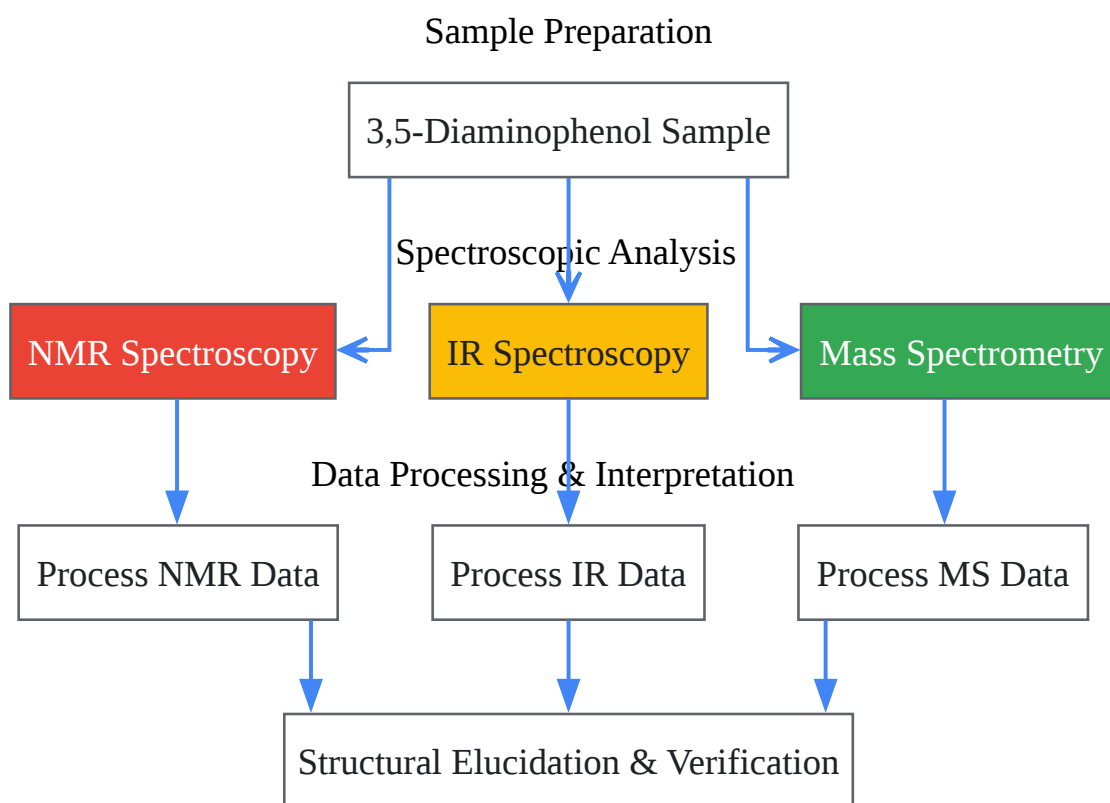 Sample Preparation
3,5-Diaminophenol Sample
Spectroscopic Analysis
NMR Spectroscopy
IR Spectroscopy
Mass Spectrometry
Data Processing & Interpretation
Process NMR Data
Process IR Data
Process MS Data
Structural Elucidation & Verification